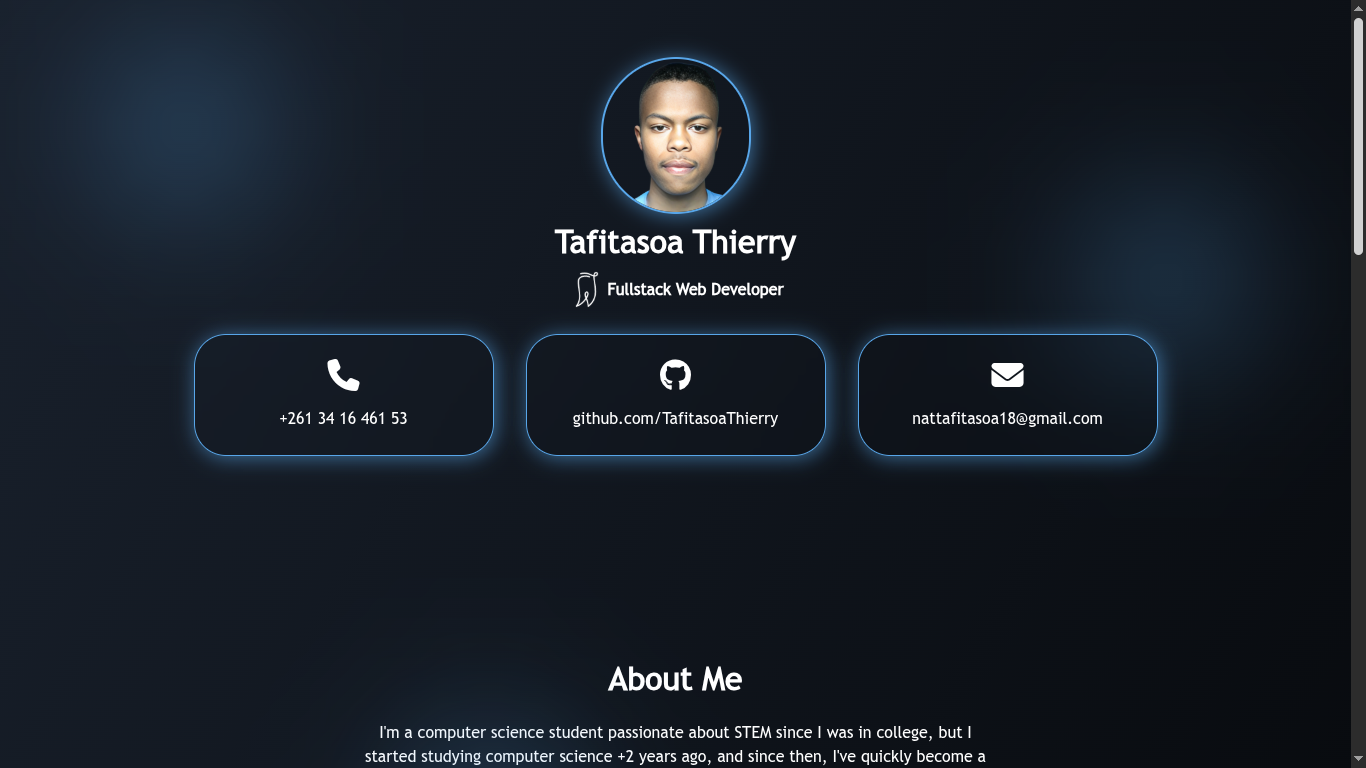 Tafitasoa Thierry
Fullstack Web Developer
+261 34 16 461 53
github.com/TafitasoaThierry
nattafitasoa18@gmail.com
About Me
I'm a computer science student passionate about STEM since I was in college, but I
started studying computer science +2 years ago, and since then, I've quickly become a